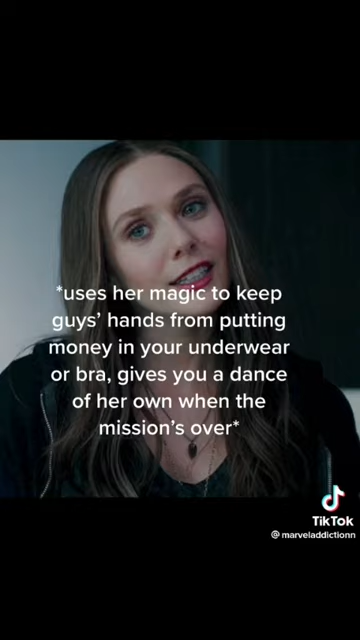 *uses her magic to keep
guys’ hands from putting
money in your underwear
or bra, gives you a dance
of her own when the
mission’s over*
TikTok
@ marveladdictionn